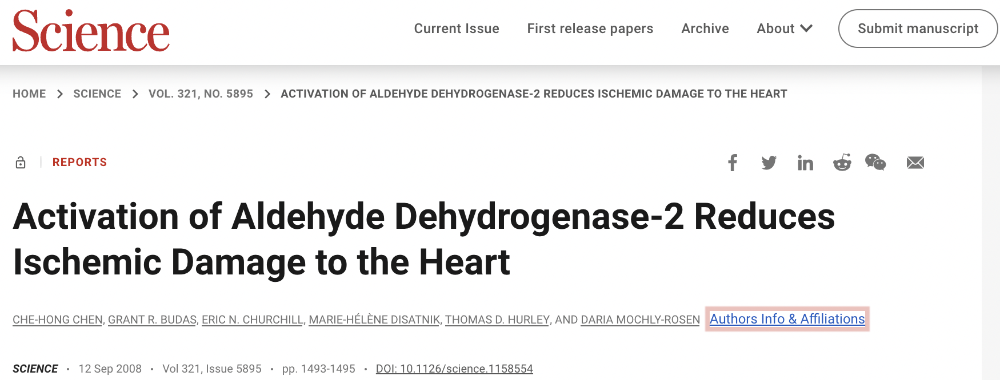 Science
Current Issue First release papers Archive About Submit manuscript
HOME SCIENCE VOL. 321, NO. 5895 ACTIVATION OF ALDEHYDE DEHYDROGENASE-2 REDUCES ISCHEMIC DAMAGE TO THE HEART
REPORTS
Activation of Aldehyde Dehydrogenase-2 Reduces
Ischemic Damage to the Heart
CHE-HONG CHEN, GRANT R. BUDAS, ERIC N. CHURCHILL, MARIE-HÉLÈNE DISATNIK, THOMAS D. HURLEY, AND DARIA MOCHLY-ROSEN Authors Info & Affiliations
SCIENCE • 12 Sep 2008 • Vol 321, Issue 5895 • pp. 1493-1495 • DOI: 10.1126/science.1158554